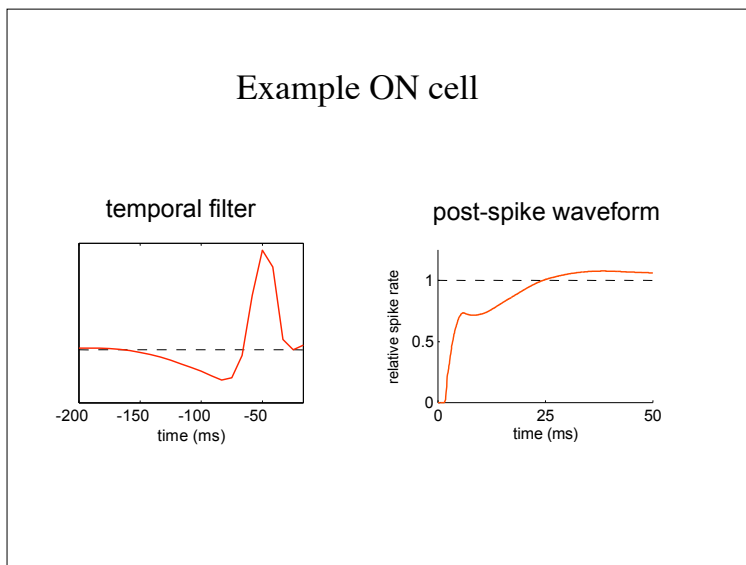 Example ON cell
temporal filter
-200 -150 -100 -50
time (ms)
post-spike waveform
relative spike rate
1
0.5
0
0 25 50
time (ms)